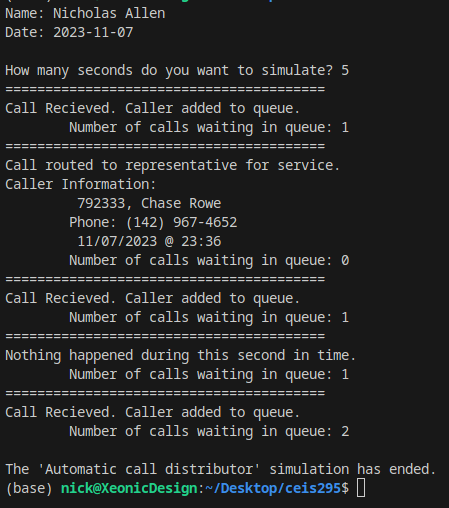 Name: Nicholas Allen
Date: 2023-11-07
How many seconds do you want to simulate? 5
========================================
Call Recieved. Caller added to queue.
Number of calls waiting in queue: 1
========================================
Call routed to representative for service.
Caller Information:
792333, Chase Rowe
Phone: (142) 967-4652
11/07/2023 @ 23:36
Number of calls waiting in queue: 0
========================================
Call Recieved. Caller added to queue.
Number of calls waiting in queue: 1
========================================
Nothing happened during this second in time.
Number of calls waiting in queue: 1
========================================
Call Recieved. Caller added to queue.
Number of calls waiting in queue: 2
The 'Automatic call distributor' simulation has ended.
(base) nick@XeonicDesign:~/Desktop/ceis295$